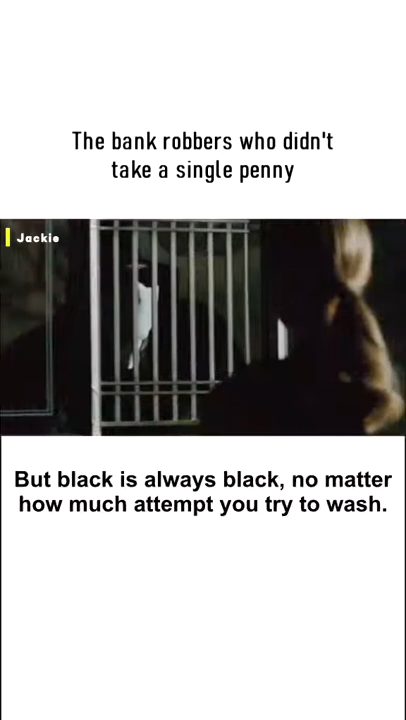 The bank robbers who didn't
take a single penny
Jackie
But black is always black, no matter
how much attempt you try to wash.